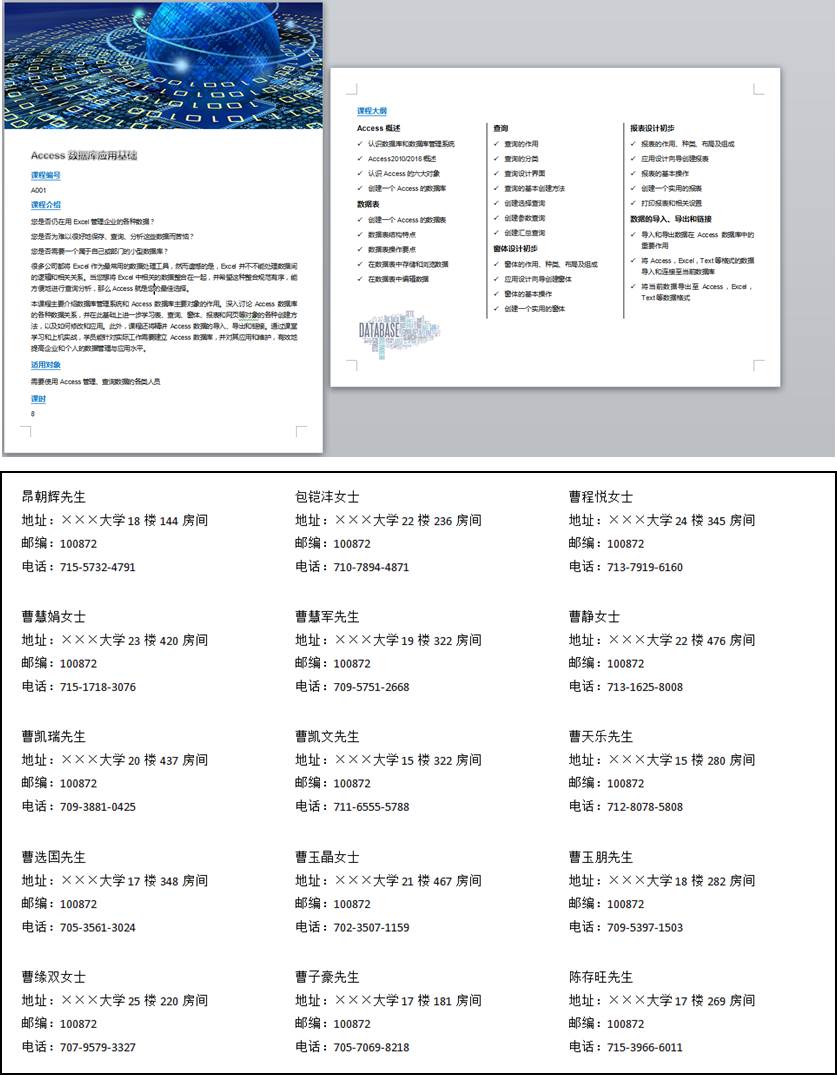 Access 数据库应用基础
课程编号
A001
课程介绍
您是否仍在用 Excel 管理企业的各种数据？
您是否为难以很好地保存、查询、分析这些数据而苦恼？
您是否需要一个属于自己或部门的小型数据库？
很多公司都将 Excel 作为最常用的数据处理工具，然而遗憾的是，Excel 并不不能处理数据间
的逻辑和相关关系。当您想将 Excel 中相关的数据整合在一起，并希望这种整合规范有序，能
方便地进行查询分析，那么 Access 就是您的最佳选择。
本课程主要介绍数据库管理系统和 Access 数据库主要对象的作用。深入讨论 Access 数据库
的各种数据关系，并在此基础上进一步学习表、查询、窗体、报表和网页等对象的各种创建方
法，以及如何修改和应用。此外，课程还将精讲 Access 数据的导入、导出和链接。通过课堂
学习和上机实战，学员能针对实际工作需要建立 Access 数据库，并对其应用和维护，有效地
提高企业和个人的数据管理与应用水平。
适用对象
需要使用 Access 管理、查询数据的各类人员
课时
8
课程大纲
Access 概述
✓ 认识数据库和数据库管理系统
✓ Access2010/2016 概述
✓ 认识 Access 的六大对象
✓ 创建一个 Access 的数据库
数据表
✓ 创建一个 Access 的数据表
✓ 数据表结构特点
✓ 数据表操作要点
✓ 在数据表中存储和浏览数据
✓ 在数据表中编辑数据
DATABASE
查询
✓ 查询的作用
✓ 查询的分类
✓ 查询设计界面
✓ 查询的基本创建方法
✓ 创建选择查询
✓ 创建参数查询
✓ 创建汇总查询
窗体设计初步
✓ 窗体的作用、种类、布局及组成
✓ 应用设计向导创建窗体
✓ 窗体的基本操作
✓ 创建一个实用的窗体
报表设计初步
✓ 报表的作用、种类、布局及组成
✓ 应用设计向导创建报表
✓ 报表的基本操作
✓ 创建一个实用的报表
✓ 打印报表和相关设置
数据的导入、导出和链接
✓ 导入和导出数据在 Access 数据库中的
重要作用
✓ 将 Access，Excel，Text 等格式的数据
导入和连接至当前数据库
✓ 将当前数据导出至 Access，Excel，
Text 等数据格式
昂朝辉先生
地址：×××大学 18 楼 144 房间
邮编：100872
电话：715-5732-4791
包铠沣女士
地址：×××大学 22 楼 236 房间
邮编：100872
电话：710-7894-4871
曹程悦女士
地址：×××大学 24 楼 345 房间
邮编：100872
电话：713-7919-6160
曹慧娟女士
地址：×××大学 23 楼 420 房间
邮编：100872
电话：715-1718-3076
曹慧军先生
地址：×××大学 19 楼 322 房间
邮编：100872
电话：709-5751-2668
曹静女士
地址：×××大学 22 楼 476 房间
邮编：100872
电话：713-1625-8008
曹凯瑞先生
地址：×××大学 20 楼 437 房间
邮编：100872
电话：709-3881-0425
曹凯文先生
地址：×××大学 15 楼 322 房间
邮编：100872
电话：711-6555-5788
曹天乐先生
地址：×××大学 15 楼 280 房间
邮编：100872
电话：712-8078-5808
曹选国先生
地址：×××大学 17 楼 348 房间
邮编：100872
电话：705-3561-3024
曹玉晶女士
地址：×××大学 21 楼 467 房间
邮编：100872
电话：702-3507-1159
曹玉朋先生
地址：×××大学 18 楼 282 房间
邮编：100872
电话：709-5397-1503
曹缘双女士
地址：×××大学 25 楼 220 房间
邮编：100872
电话：707-9579-3327
曹子豪先生
地址：×××大学 17 楼 181 房间
邮编：100872
电话：705-7069-8218
陈存旺先生
地址：×××大学 17 楼 269 房间
邮编：100872
电话：715-3966-6011